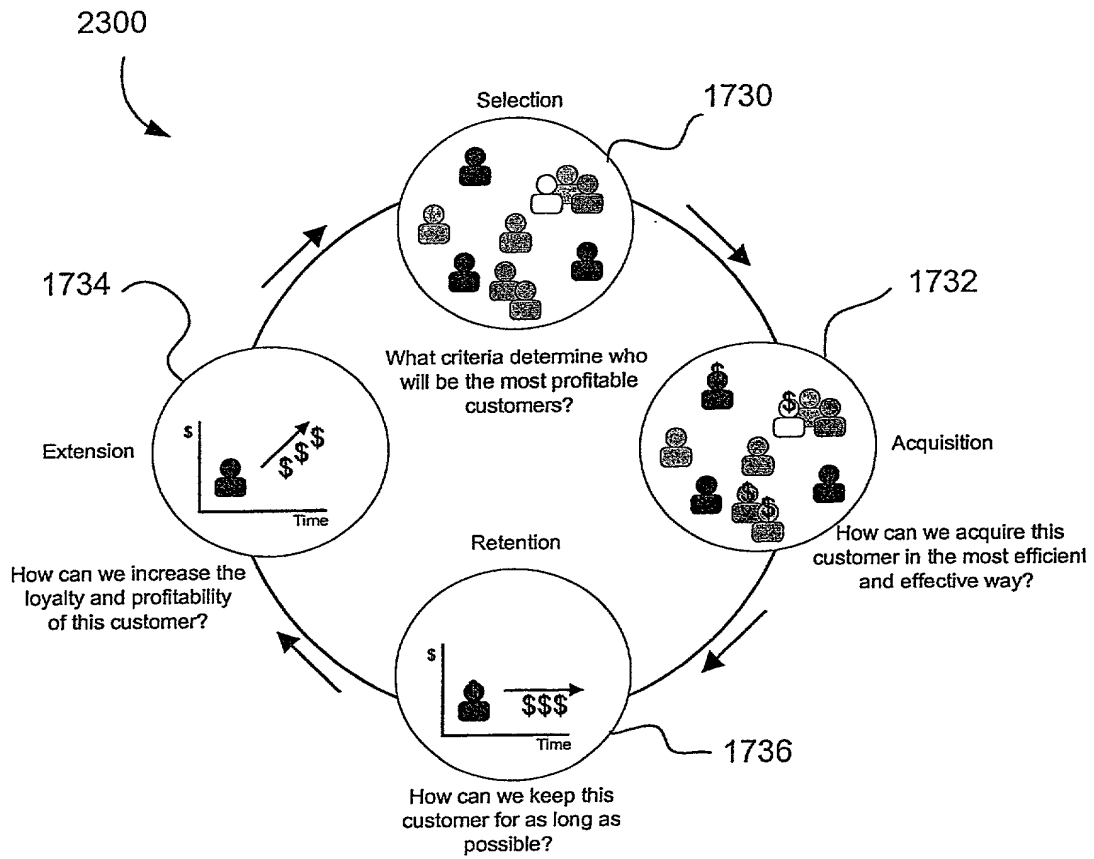 2300
Selection
1730
What criteria determine who
will be the most profitable
customers?
1734
1732
$
$
Acquisition
$
$
How can we acquire this
customer in the most efficient
and effective way?
Extension
$
$$$
Time
How can we increase the
loyalty and profitability
of this customer?
Retention
$
$$$
Time
1736
How can we keep this
customer for as long as
possible?